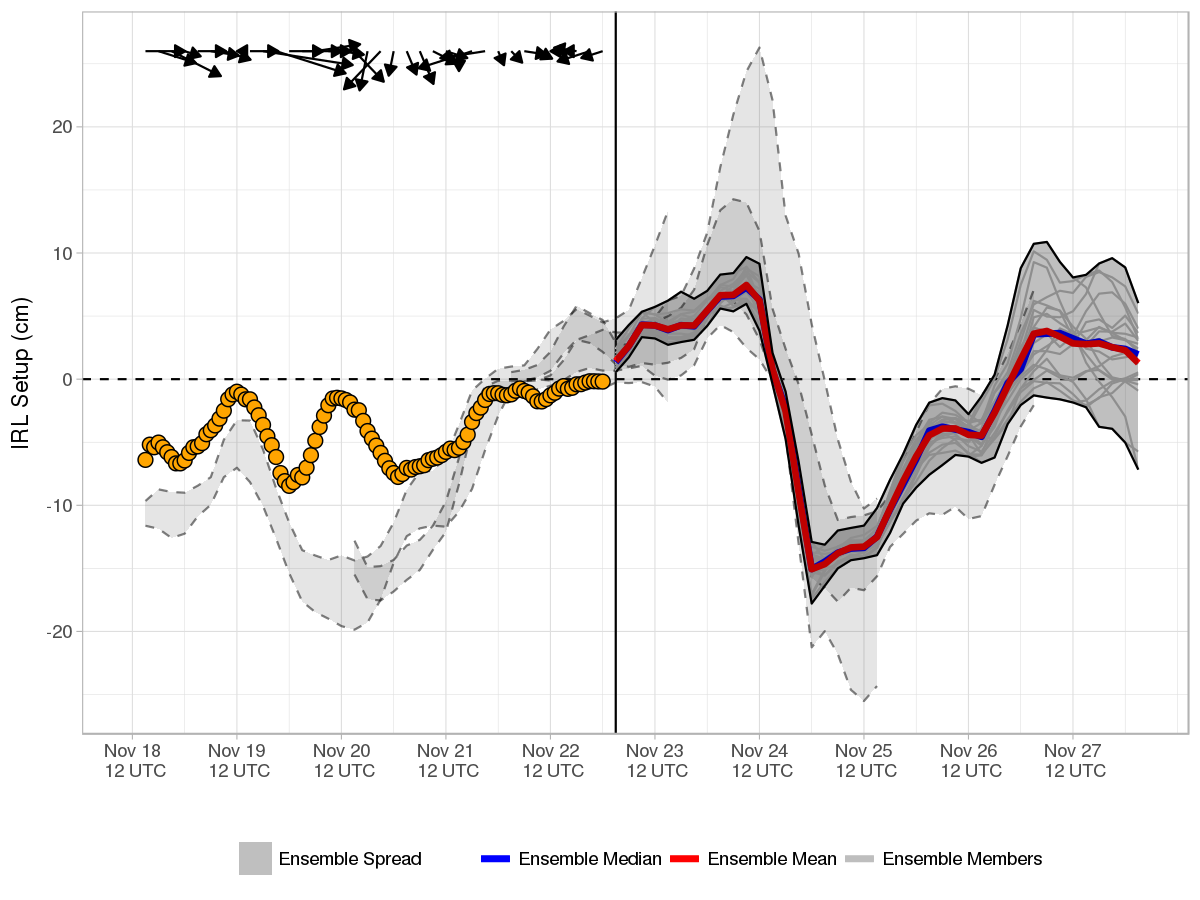 IRL Setup (cm)
20
10
0
-10
-20
Nov 18 Nov 19 Nov 20 Nov 21 Nov 22 Nov 23 Nov 24 Nov 25 Nov 26 Nov 27
12 UTC 12 UTC 12 UTC 12 UTC 12 UTC 12 UTC 12 UTC 12 UTC 12 UTC 12 UTC
Ensemble Spread Ensemble Median Ensemble Mean Ensemble Members